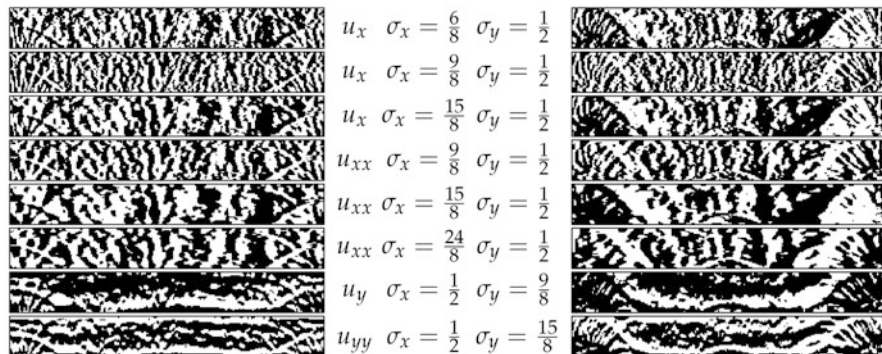 u_x σ_x = 6/8 σ_y = 1/2
u_x σ_x = 9/8 σ_y = 1/2
u_x σ_x = 15/8 σ_y = 1/2
u_xx σ_x = 9/8 σ_y = 1/2
u_xx σ_x = 15/8 σ_y = 1/2
u_xx σ_x = 24/8 σ_y = 1/2
u_y σ_x = 1/2 σ_y = 9/8
u_yy σ_x = 1/2 σ_y = 15/8